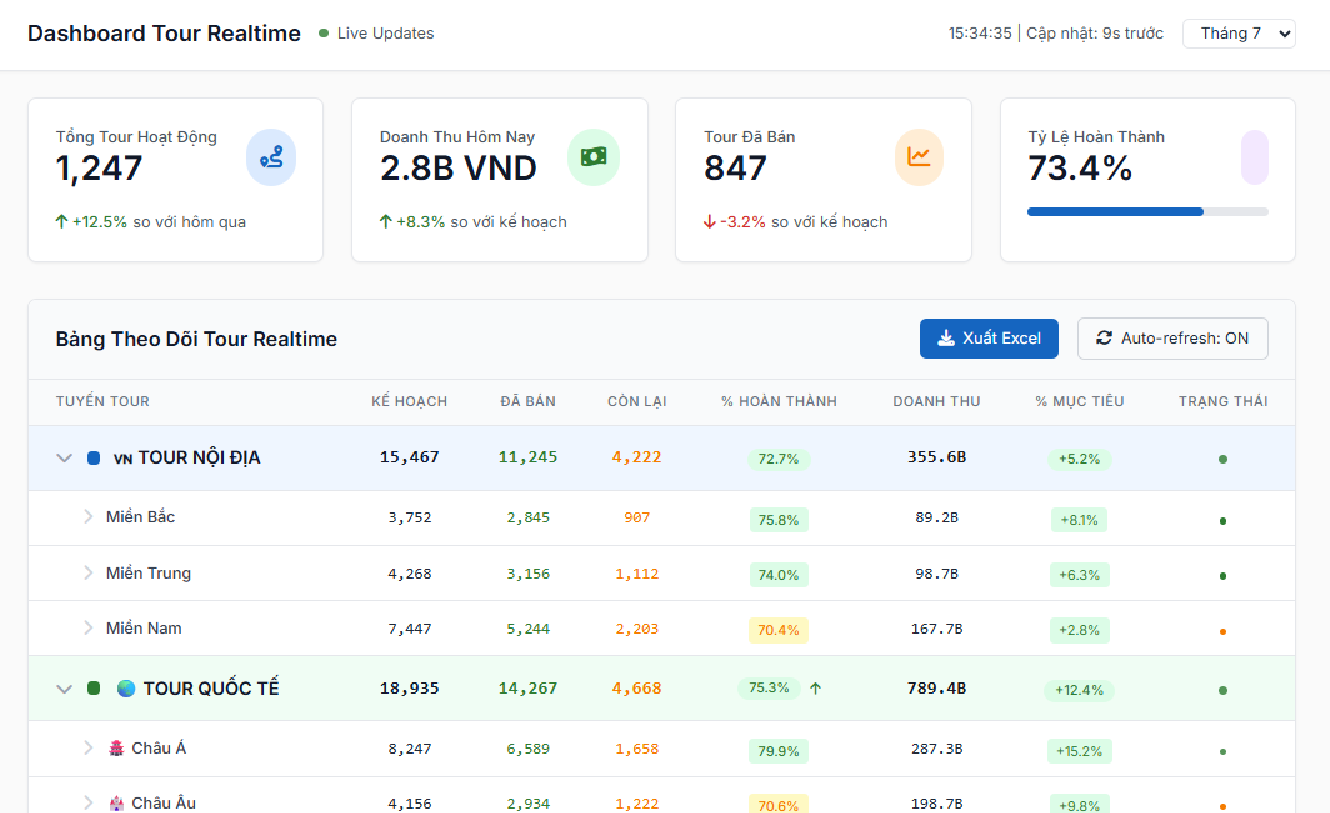 Dashboard Tour Realtime Live Updates 15:34:35 | Cập nhật: 9s trước Tháng 7
Tổng Tour Hoạt Động
1,247
+12.5% so với hôm qua
Doanh Thu Hôm Nay
2.8B VND
+8.3% so với kế hoạch
Tour Đã Bán
847
-3.2% so với kế hoạch
Tỷ Lệ Hoàn Thành
73.4%
Bảng Theo Dõi Tour Realtime Xuất Excel Auto-refresh: ON
TUYẾN TOUR KẾ HOẠCH ĐÃ BÁN CÒN LẠI % HOÀN THÀNH DOANH THU % MỤC TIÊU TRẠNG THÁI
VN TOUR NỘI ĐỊA 15,467 11,245 4,222 72.7% 355.6B +5.2%
Miền Bắc 3,752 2,845 907 75.8% 89.2B +8.1%
Miền Trung 4,268 3,156 1,112 74.0% 98.7B +6.3%
Miền Nam 7,447 5,244 2,203 70.4% 167.7B +2.8%
TOUR QUỐC TẾ 18,935 14,267 4,668 75.3% ↑ 789.4B +12.4%
Châu Á 8,247 6,589 1,658 79.9% 287.3B +15.2%
Châu Âu 4,156 2,934 1,222 70.6% 198.7B +9.8%